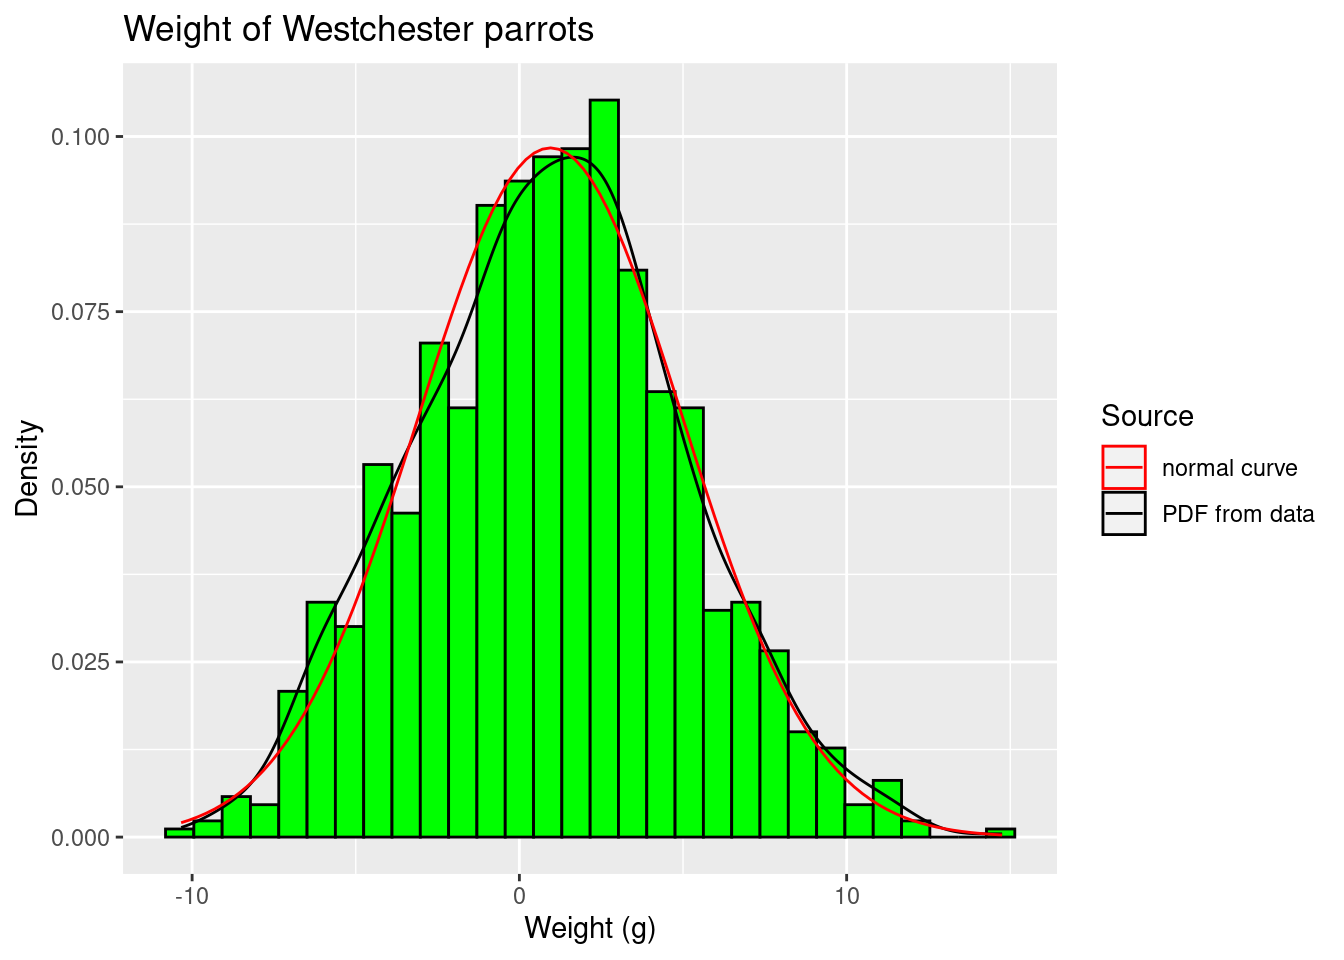 Weight of Westchester parrots
0.100
0.075
0.050
0.025
0.000
Density
-10
0
10
Weight (g)
Source
normal curve
PDF from data